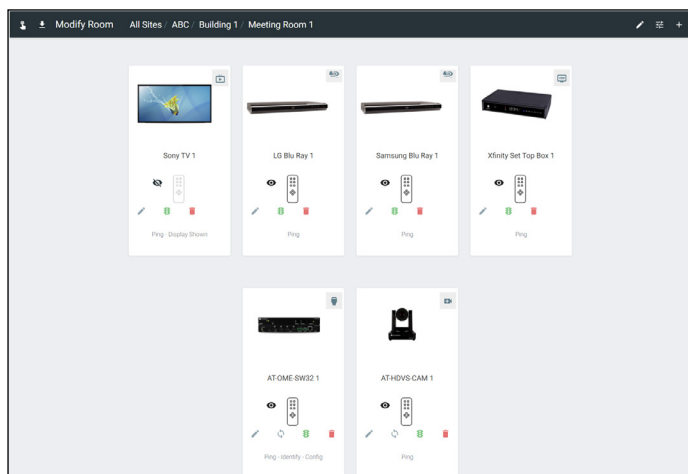 Modify Room All Sites / ABC / Building 1 / Meeting Room 1
Sony TV 1
LG Blu Ray 1
Samsung Blu Ray 1
Xfinity Set Top Box 1
Ping - Display Shown
Ping
Ping
Ping
AT-OME-SW32 1
AT-HDVS-CAM 1
Ping - Identify - Config
Ping